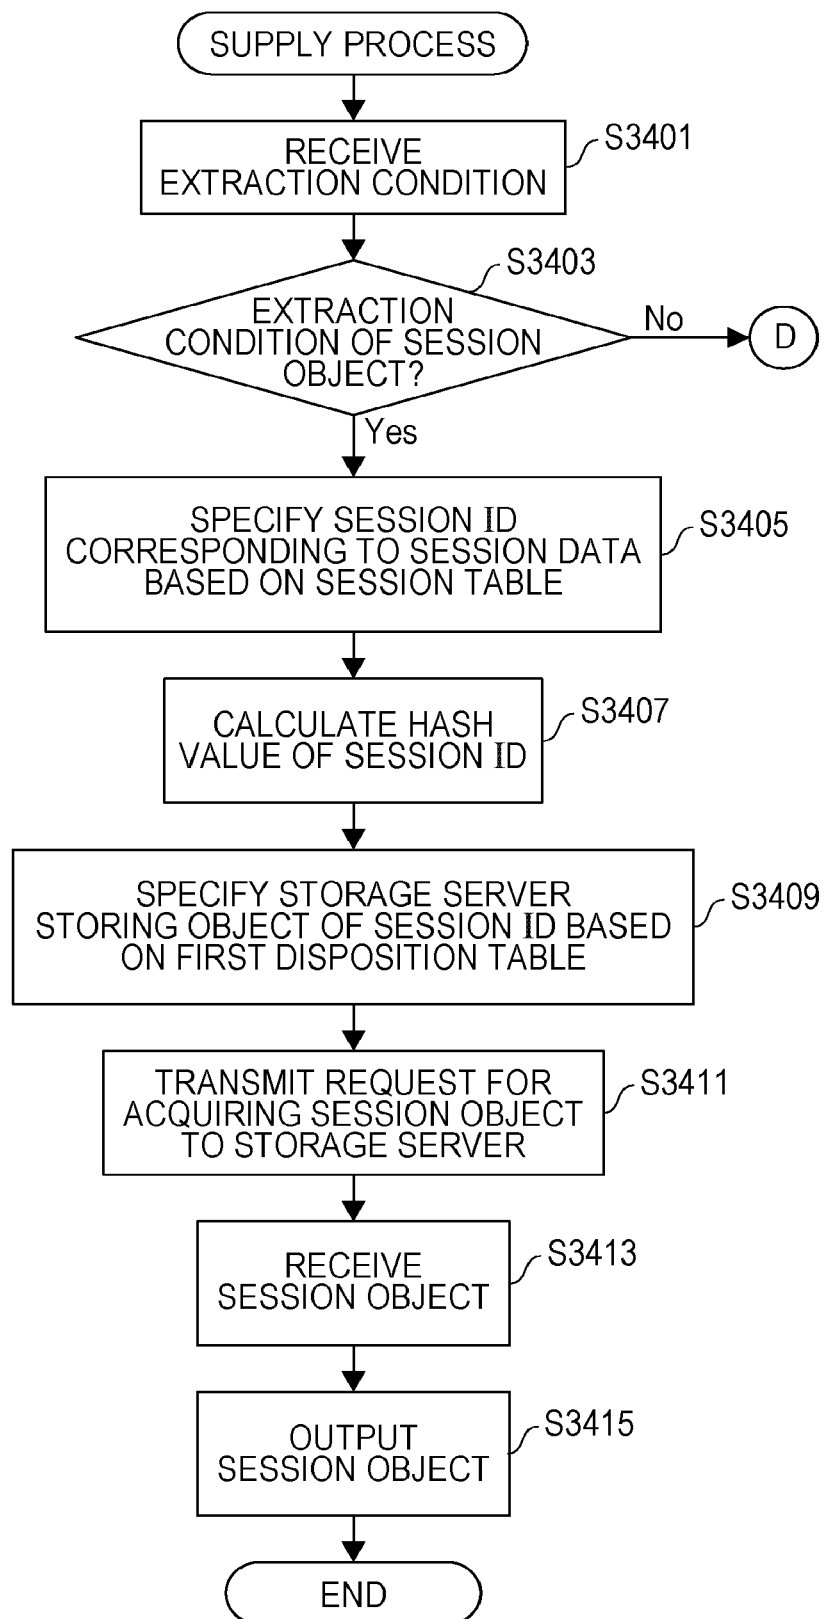 SUPPLY PROCESS
RECEIVE
EXTRACTION CONDITION
S3401
EXTRACTION
CONDITION OF SESSION
OBJECT?
S3403
No
D
Yes
SPECIFY SESSION ID
CORRESPONDING TO SESSION DATA
BASED ON SESSION TABLE
S3405
CALCULATE HASH
VALUE OF SESSION ID
S3407
SPECIFY STORAGE SERVER
STORING OBJECT OF SESSION ID BASED
ON FIRST DISPOSITION TABLE
S3409
TRANSMIT REQUEST FOR
ACQUIRING SESSION OBJECT
TO STORAGE SERVER
S3411
RECEIVE
SESSION OBJECT
S3413
OUTPUT
SESSION OBJECT
S3415
END